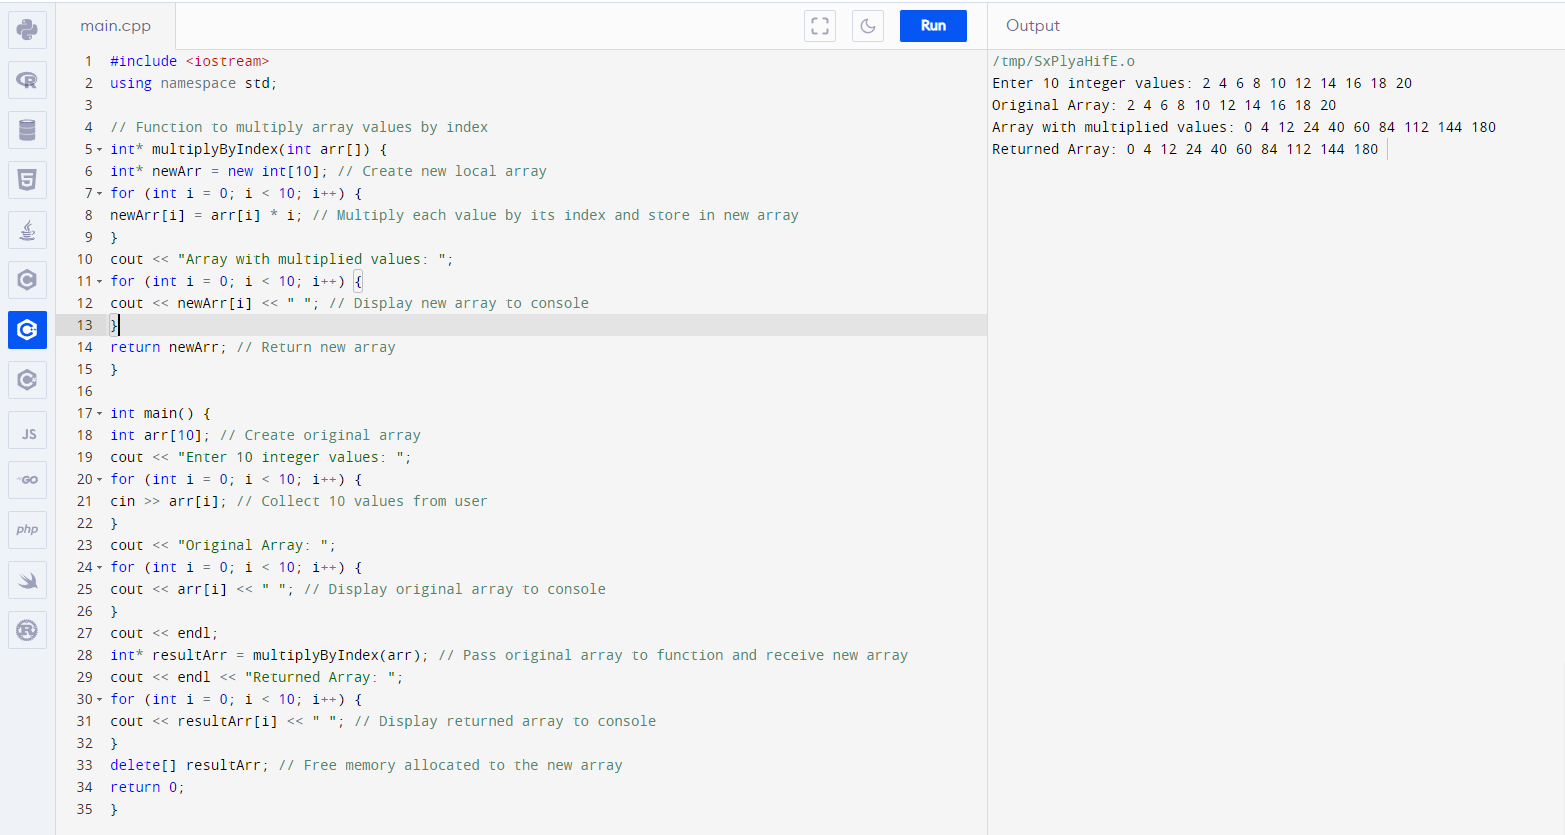 main.cpp
Run
Output
1 #include <iostream>
2 using namespace std;
3
4 // Function to multiply array values by index
5 int* multiplyByIndex(int arr[]) {
6 int* newArr = new int[10]; // Create new local array
7 for (int i = 0; i < 10; i++) {
8 newArr[i] = arr[i] * i; // Multiply each value by its index and store in new array
9 }
10 cout << "Array with multiplied values: ";
11 for (int i = 0; i < 10; i++) {
12 cout << newArr[i] << " "; // Display new array to console
13 }
14 return newArr; // Return new array
15 }
16
17 int main() {
18 int arr[10]; // Create original array
19 cout << "Enter 10 integer values: ";
20 for (int i = 0; i < 10; i++) {
21 cin >> arr[i]; // Collect 10 values from user
22 }
23 cout << "Original Array: ";
24 for (int i = 0; i < 10; i++) {
25 cout << arr[i] << " "; // Display original array to console
26 }
27 cout << endl;
28 int* resultArr = multiplyByIndex(arr); // Pass original array to function and receive new array
29 cout << endl << "Returned Array: ";
30 for (int i = 0; i < 10; i++) {
31 cout << resultArr[i] << " "; // Display returned array to console
32 }
33 delete[] resultArr; // Free memory allocated to the new array
34 return 0;
35 }
/tmp/SxPlyaHifE.o
Enter 10 integer values: 2 4 6 8 10 12 14 16 18 20
Original Array: 2 4 6 8 10 12 14 16 18 20
Array with multiplied values: 0 4 12 24 40 60 84 112 144 180
Returned Array: 0 4 12 24 40 60 84 112 144 180
R
5
C
C
C
JS
GO
php
R